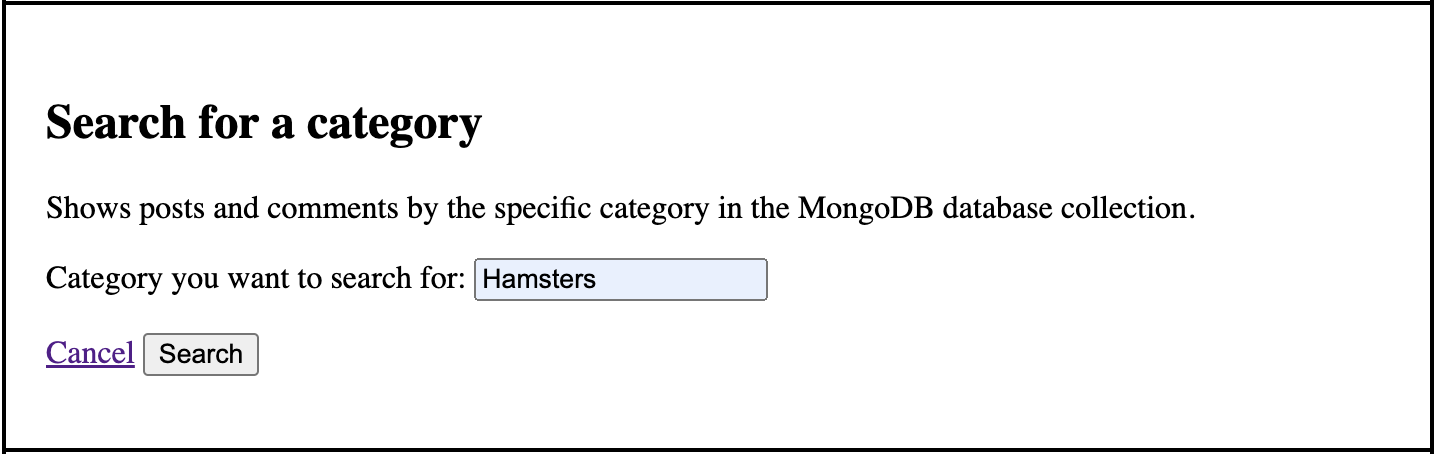 Search for a category
Shows posts and comments by the specific category in the MongoDB database collection.
Category you want to search for: Hamsters
Cancel Search